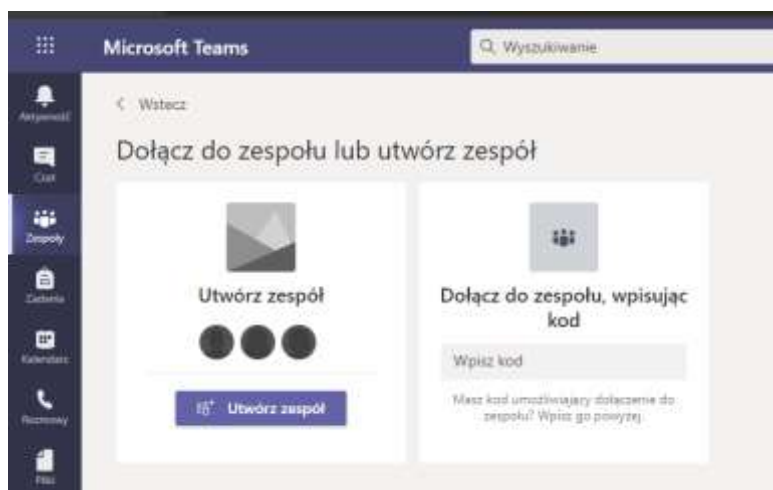 Microsoft Teams
Wyszukiwanie
Aktywność
Czat
Zespoły
Zadania
Kalendarz
Rozmowy
Pliki
< Wstecz
Dołącz do zespołu lub utwórz zespół
Utwórz zespół
Utwórz zespół
Dołącz do zespołu, wpisując
kod
Wpisz kod
Masz kod umożliwiający dołączenie do
zespołu? Wpisz go powyżej.